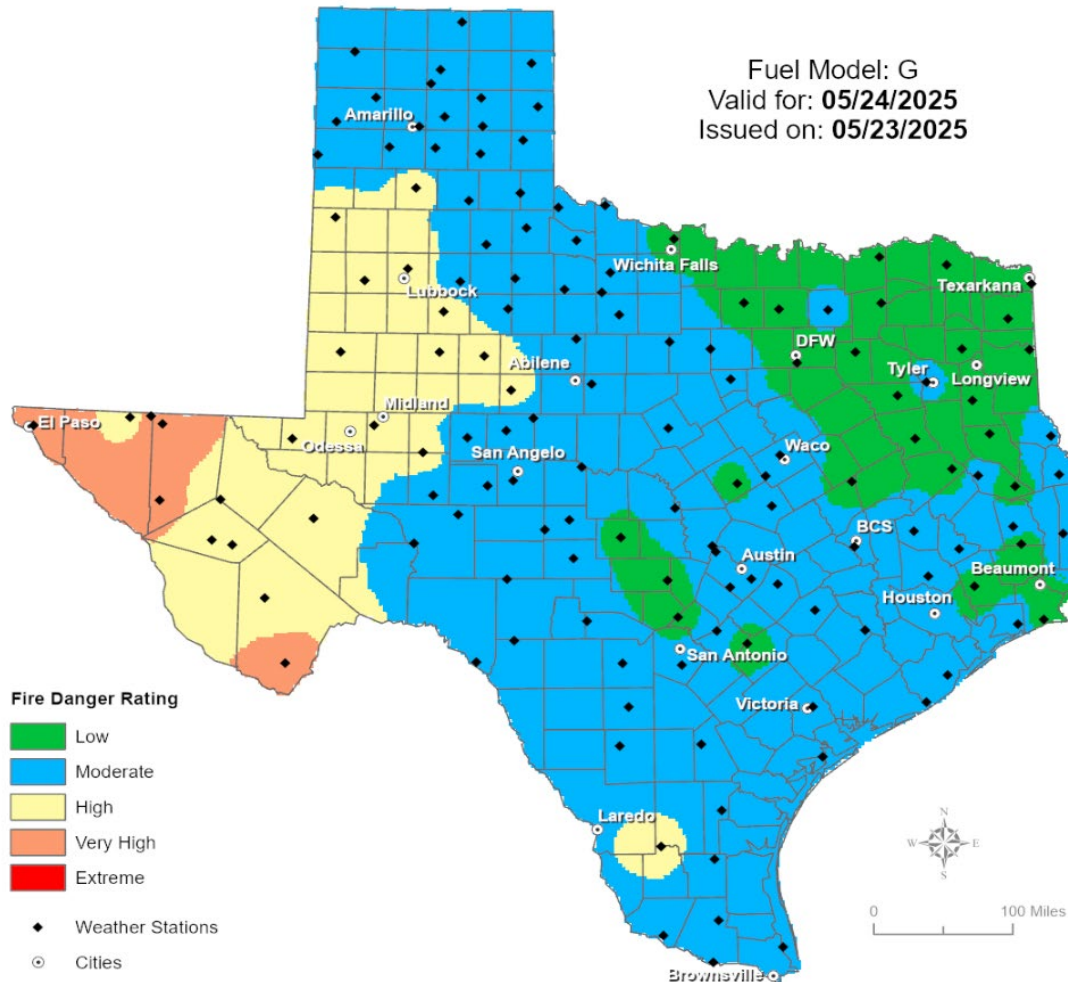 Fuel Model: G
Valid for: 05/24/2025
Issued on: 05/23/2025
Amarillo
Wichita Falls
Lubbock
Texarkana
DFW
Abilene
Tyler
Longview
Midland
El Paso
Odessa
San Angelo
Waco
BCS
Austin
Beaumont
Houston
San Antonio
Victoria
Laredo
Brownsville
Fire Danger Rating
Low
Moderate
High
Very High
Extreme
Weather Stations
Cities
N
W E
S
0 100 Miles